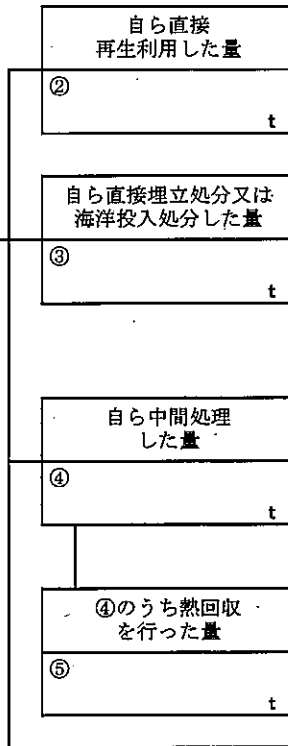 自ら直接
再生利用した量
②
t
自ら直接埋立処分又は
海洋投入処分した量
③
t
自ら中間処理
した量
④
t
④のうち熱回収
を行った量
⑤
t